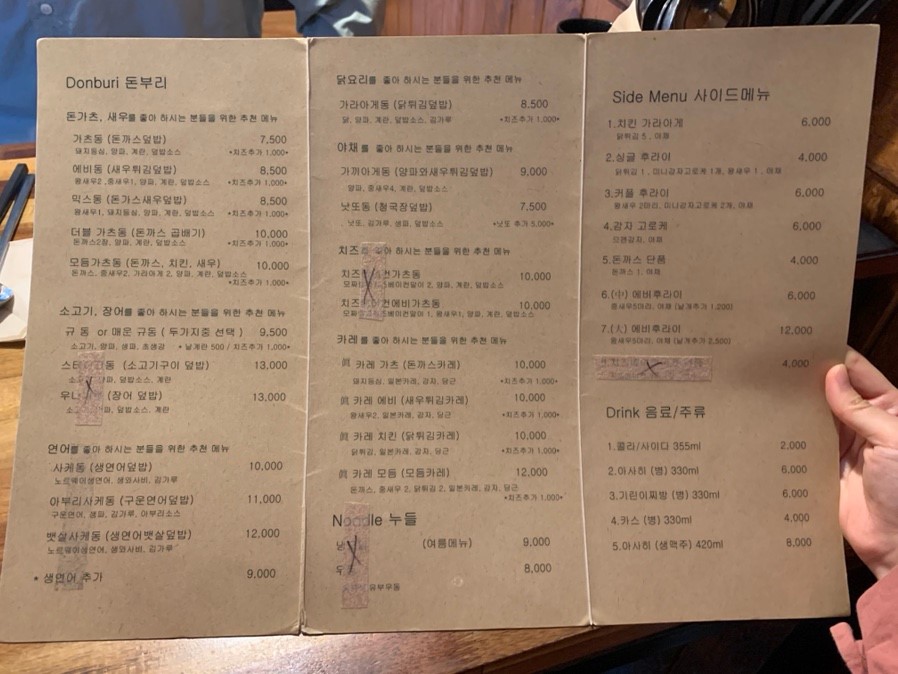 Donburi 돈부리
돈가츠, 새우를 좋아 하시는 분들을 위한 추천 메뉴
가츠동 (돈까스덮밥) 7,500
돼지등심, 양파, 계란, 덮밥소스 *치즈추가 1,000*
에비동 (새우튀김덮밥) 8,500
왕새우2 ,중새우1, 양파, 계란, 덮밥소스 *치즈추가 1,000*
믹스동 (돈가스새우덮밥) 8,500
왕새우1, 돼지등심, 양파, 계란, 덮밥소스 *치즈추가 1,000*
더블 가츠동 (돈까스 곱배기) 10,000
돈까스2장, 양파, 계란, 덮밥소스 *치즈추가 1,000*
모듬가츠동 (돈까스, 치킨, 새우) 10,000
돈까스, 중새우2, 가라아게 2, 양파, 계란, 덮밥소스
*치즈추가 1,000*
소고기, 장어를 좋아 하시는 분들을 위한 추천 메뉴
규 동 or 매운 규동 ( 두가지중 선택 ) 9,500
소고기, 양파, 생파, 초생강 * 날계란 500 / 치즈추가 1,000*
스테 동 (소고기구이 덮밥) 13,000
소 파, 덮밥소스, 계란
우나 (장어 덮밥) 13,000
소 파, 덮밥소스, 계란
연어를 좋아 하시는 분들을 위한 추천 메뉴
사케동 (생연어덮밥) 10,000
노르웨이생연어, 생와사비, 김가루
아부리사케동 (구운연어덮밥) 11,000
구운연어, 생파, 김가루, 아부리소스
뱃살사케동 (생연어뱃살덮밥) 12,000
노르웨이생연어, 생와사비, 김가루
* 생연어 추가 9,000
닭요리를 좋아 하시는 분들을 위한 추천 메뉴
가라아게동 (닭튀김덮밥) 8,500
닭, 양파, 계란, 덮밥소스, 김가루 *치즈추가 1,000*
야채 를 좋아 하시는 분들을 위한 추천 메뉴
가끼아게동 (양파와새우튀김덮밥) 9,000
양파, 중새우4, 계란, 덮밥소스
낫또동 (청국장덮밥) 7,500
낫또, 김가루, 생파, 덮밥소스 *낫또 추가 5,000*
치즈 좋아 하시는 분들을 위한 추천 메뉴
치즈 컨가츠동 10,000
모짜 베이컨말이 2, 양파, 계란, 덮밥소스
치즈 컨에비가츠동 10,000
모짜 베이컨말이 1, 왕새우1, 양파, 계란, 덮밥소스
카레 를 좋아 하시는 분들을 위한 추천 메뉴
眞 카레 가츠 (돈까스카레) 10,000
돼지등심, 일본카레, 감자, 당근 *치즈추가 1,000*
眞 카레 에비 (새우튀김카레) 10,000
왕새우2, 일본카레, 감자, 당근 *치즈추가 1,000*
眞 카레 치킨 (닭튀김카레) 10,000
닭튀김, 일본카레, 감자, 당근 *치즈추가 1,000*
眞 카레 모듬 (모듬카레) 12,000
돈까스, 중새우 2, 닭튀김 2, 일본카레, 감자, 당근
*치즈추가 1,000*
Noodle 누들
냉 (여름메뉴) 9,000
우 8,000
유부우동
Side Menu 사이드메뉴
1.치킨 가라아게 6,000
닭튀김 5 , 야채
2.싱글 후라이 4,000
닭튀김 1 , 미니감자고로케 1개, 왕새우 1 , 야채
3.커플 후라이 6,000
왕새우 2마리, 미니감자고로케 2개, 야채
4.감자 고로케 6,000
으깬감자, 야채
5.돈까스 단품 4,000
돈까스 1, 야채
6.(小) 에비후라이 6,000
왕새우5마리, 야채 (날개추가 1,200)
7.(大) 에비후라이 12,000
왕새우5마리, 야채 (날개추가 2,500)
4,000
Drink 음료/주류
1.콜라/사이다 355ml 2,000
2.아사히 (병) 330ml 6,000
3.기린이찌방 (병) 330ml 6,000
4.카스 (병) 330ml 4,000
5.아사히 (생맥주) 420ml 8,000